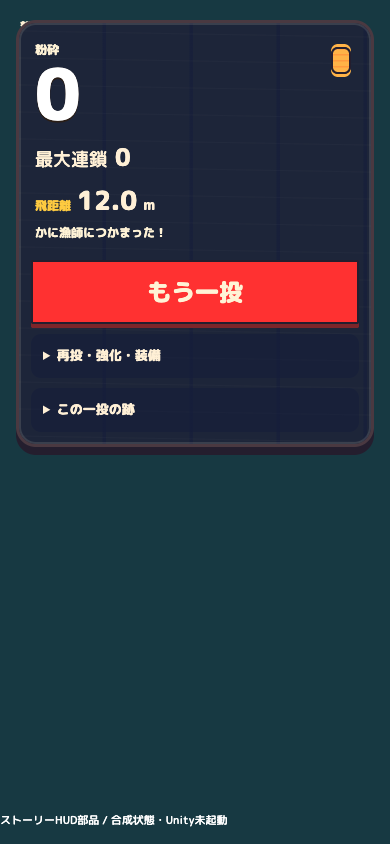 粉砕
0
最大連鎖 0
飛距離 12.0 m
かに漁師につかまった！
もう一投
▶ 再投・強化・装備
▶ この一投の跡
ストーリーHUD部品 / 合成状態・Unity未起動